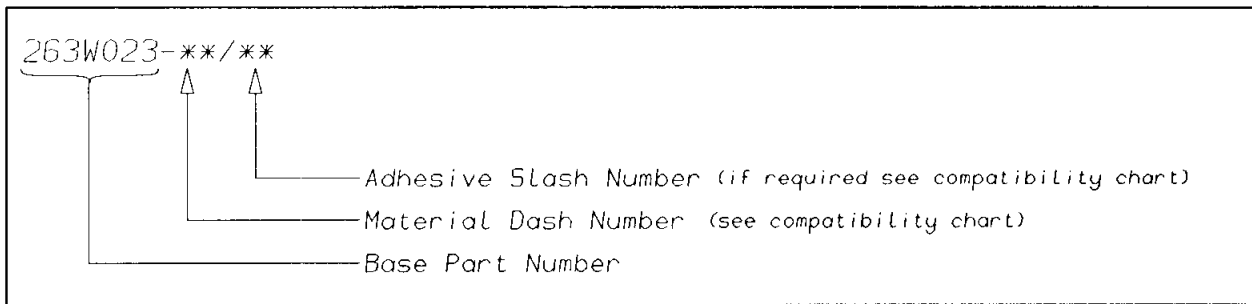 263W023-**/**
Adhesive Slash Number (if required see compatibility chart)
Material Dash Number (see compatibility chart)
Base Part Number